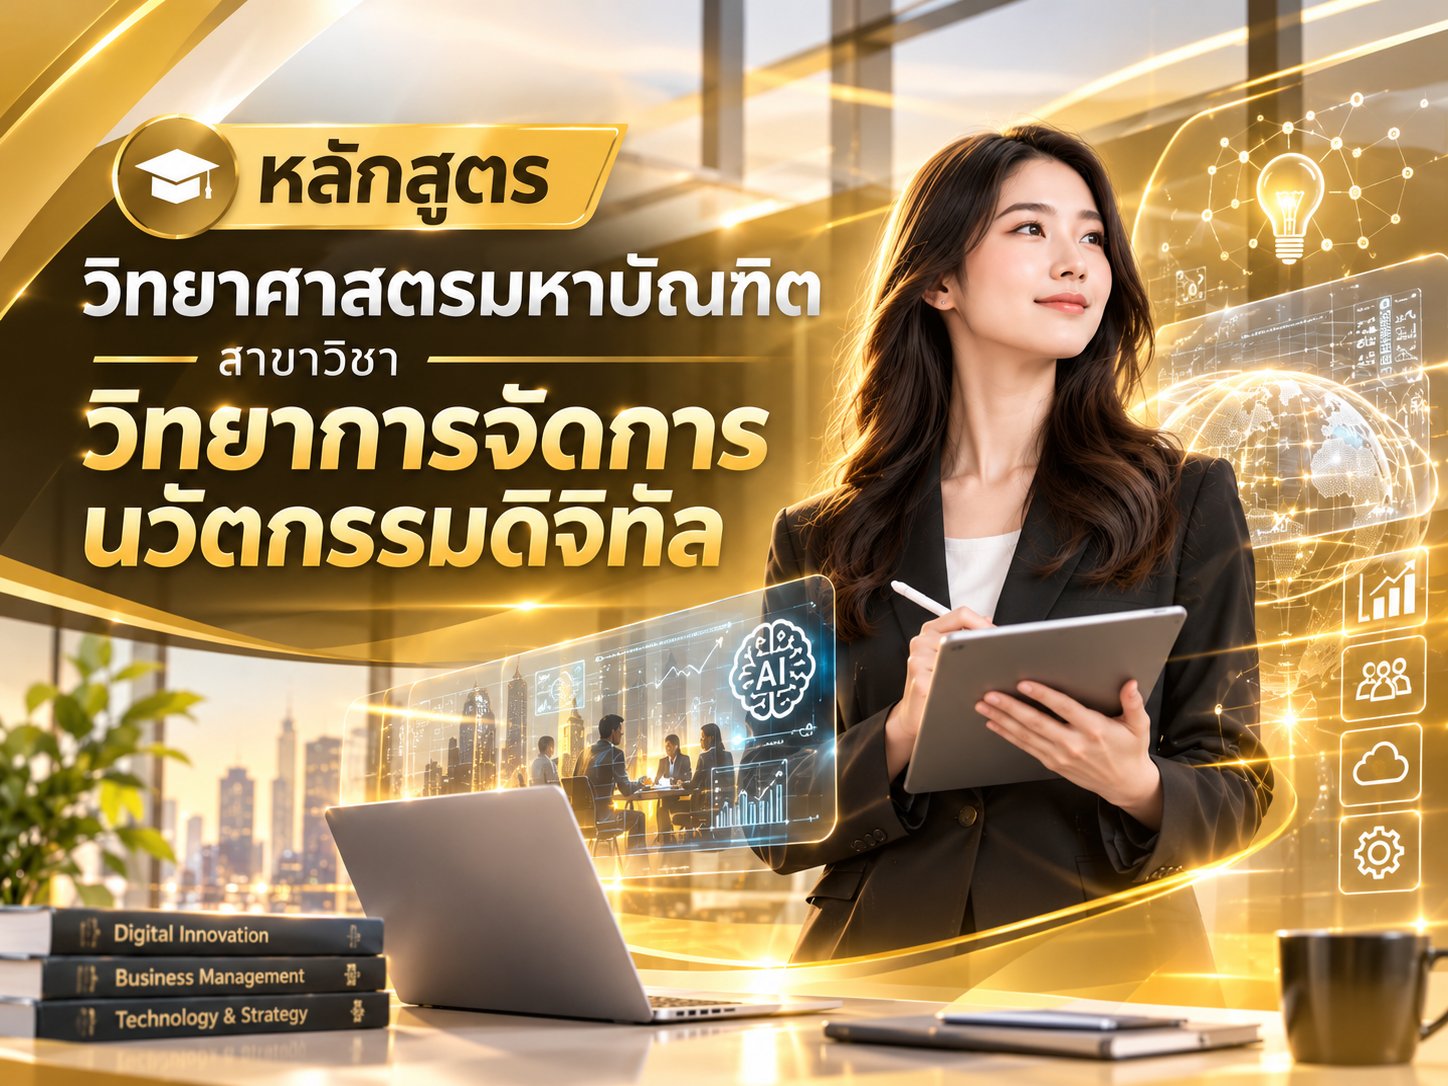 หลักสูตร
วิทยาศาสตรมหาบัณฑิต
สาขาวิชา
วิทยาการจัดการ
นวัตกรรมดิจิทัล
AI
Digital Innovation
Business Management
Technology & Strategy